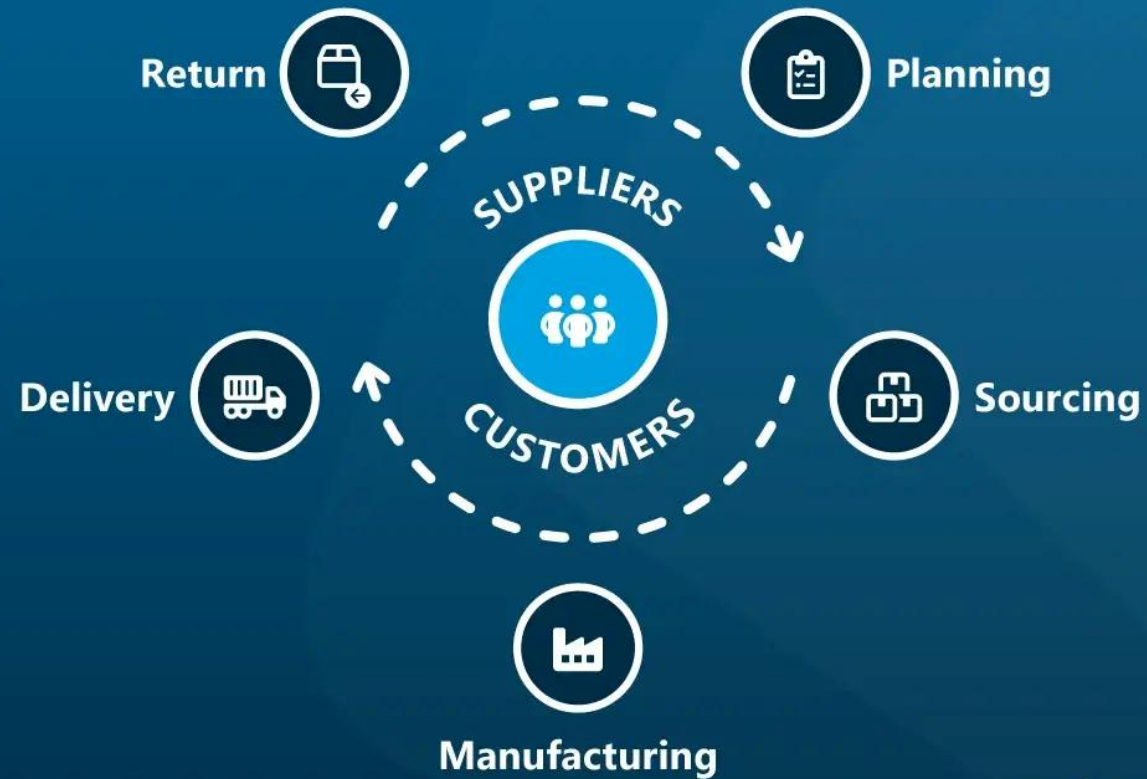 Return
Planning
SUPPLIERS
Delivery
Sourcing
CUSTOMERS
Manufacturing